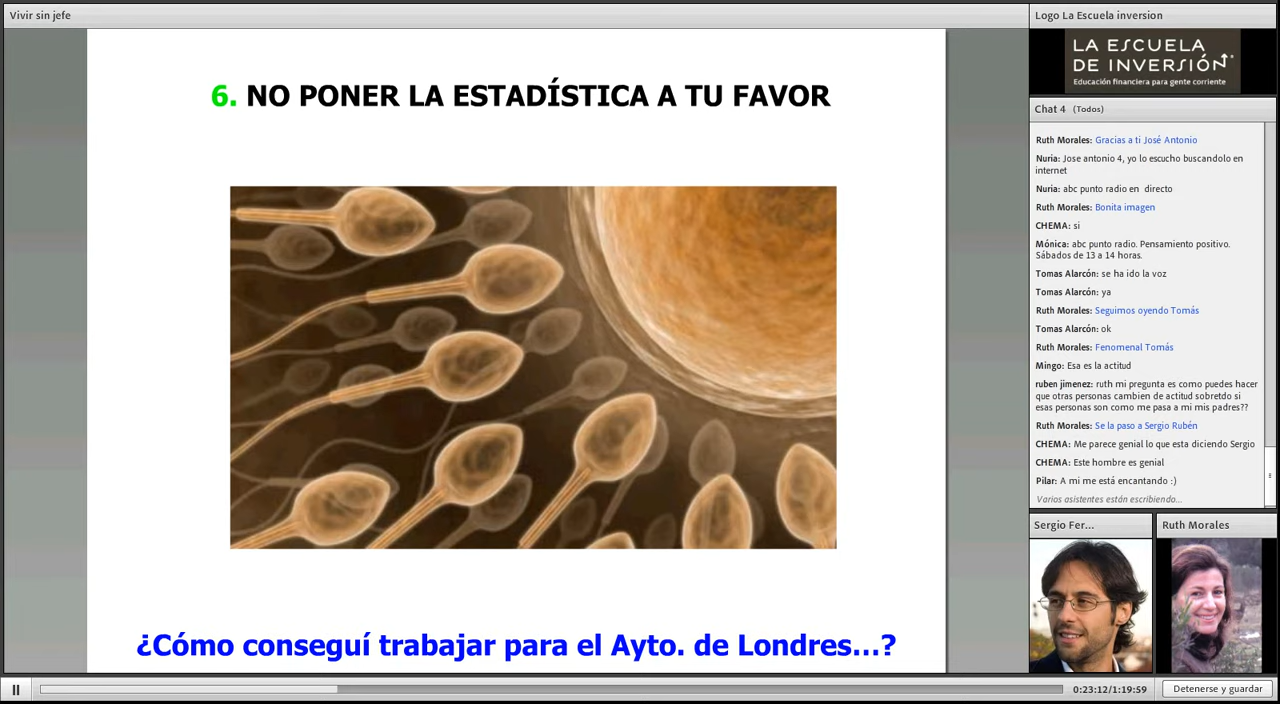 Vivir sin jefe
6. NO PONER LA ESTADÍSTICA A TU FAVOR
¿Cómo conseguí trabajar para el Ayto. de Londres...?
Logo La Escuela inversion
LA ESCUELA
DE INVERSIÓN
Educación financiera para gente corriente
Chat 4 (Todos)
Ruth Morales: Gracias a ti José Antonio
Nuria: Jose antonio 4, yo lo escucho buscandolo en
internet
Nuria: abc punto radio en directo
Ruth Morales: Bonita imagen
CHEMA: si
Mónica: abc punto radio. Pensamiento positivo.
Sábados de 13 a 14 horas.
Tomas Alarcón: se ha ido la voz
Tomas Alarcón: ya
Ruth Morales: Seguimos oyendo Tomás
Tomas Alarcón: ok
Ruth Morales: Fenomenal Tomás
Mingo: Esa es la actitud
ruben jimenez: ruth mi pregunta es como puedes hacer
que otras personas cambien de actitud sobretdo si
esas personas son como me pasa a mi mis padres??
Ruth Morales: Se la paso a Sergio Rubén
CHEMA: Me parece genial lo que esta diciendo Sergio
CHEMA: Este hombre es genial
Pilar: A mi me está encantando :)
Varios asistentes están escribiendo...
Sergio Fer...
Ruth Morales
0:23:12/1:19:59
Detenerse y guardar